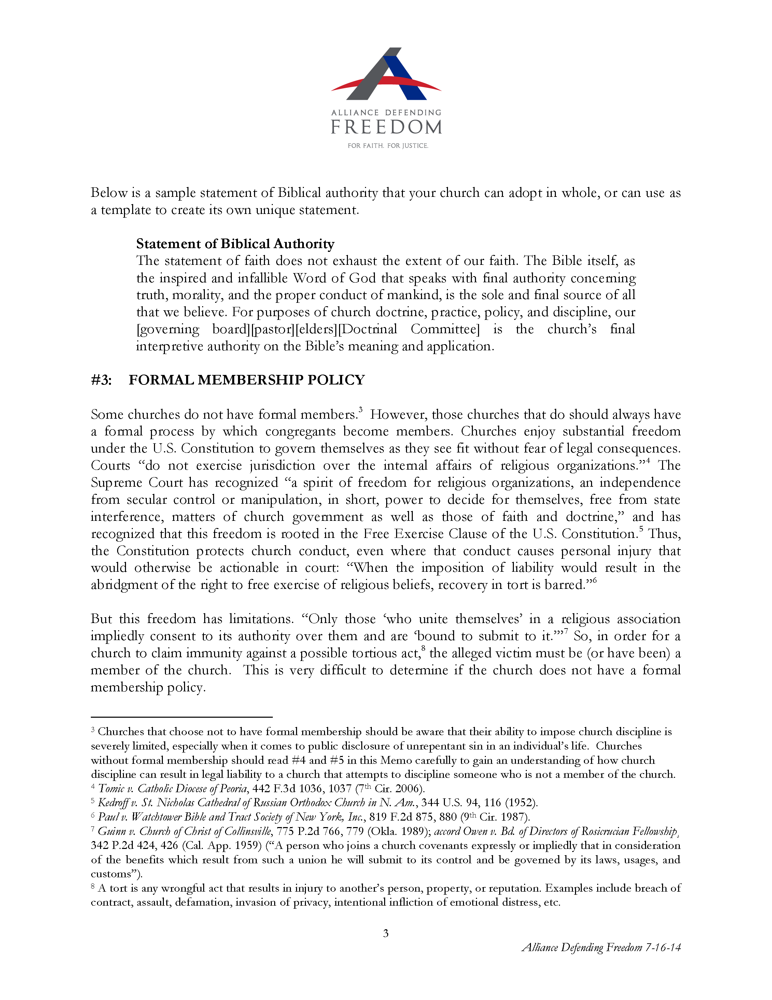 ALLIANCE DEFENDING
FREEDOM
FOR FAITH. FOR JUSTICE.
Below is a sample statement of Biblical authority that your church can adopt in whole, or can use as
a template to create its own unique statement.
Statement of Biblical Authority
The statement of faith does not exhaust the extent of our faith. The Bible itself, as
the inspired and infallible Word of God that speaks with final authority concerning
truth, morality, and the proper conduct of mankind, is the sole and final source of all
that we believe. For purposes of church doctrine, practice, policy, and discipline, our
[governing board][pastor][elders][Doctrinal Committee] is the church’s final
interpretive authority on the Bible’s meaning and application.
#3: FORMAL MEMBERSHIP POLICY
Some churches do not have formal members.3 However, those churches that do should always have
a formal process by which congregants become members. Churches enjoy substantial freedom
under the U.S. Constitution to govern themselves as they see fit without fear of legal consequences.
Courts “do not exercise jurisdiction over the internal affairs of religious organizations.”4 The
Supreme Court has recognized “a spirit of freedom for religious organizations, an independence
from secular control or manipulation, in short, power to decide for themselves, free from state
interference, matters of church government as well as those of faith and doctrine,” and has
recognized that this freedom is rooted in the Free Exercise Clause of the U.S. Constitution.5 Thus,
the Constitution protects church conduct, even where that conduct causes personal injury that
would otherwise be actionable in court: “When the imposition of liability would result in the
abridgment of the right to free exercise of religious beliefs, recovery in tort is barred.”6
But this freedom has limitations. “Only those ‘who unite themselves’ in a religious association
impliedly consent to its authority over them and are ‘bound to submit to it.’”7 So, in order for a
church to claim immunity against a possible tortious act,8 the alleged victim must be (or have been) a
member of the church. This is very difficult to determine if the church does not have a formal
membership policy.
3 Churches that choose not to have formal membership should be aware that their ability to impose church discipline is
severely limited, especially when it comes to public disclosure of unrepentant sin in an individual’s life. Churches
without formal membership should read #4 and #5 in this Memo carefully to gain an understanding of how church
discipline can result in legal liability to a church that attempts to discipline someone who is not a member of the church.
4 Tomic v. Catholic Diocese of Peoria, 442 F.3d 1036, 1037 (7th Cir. 2006).
5 Kedroff v. St. Nicholas Cathedral of Russian Orthodox Church in N. Am., 344 U.S. 94, 116 (1952).
6 Paul v. Watchtower Bible and Tract Society of New York, Inc., 819 F.2d 875, 880 (9th Cir. 1987).
7 Guinn v. Church of Christ of Collinsville, 775 P.2d 766, 779 (Okla. 1989); accord Owen v. Bd. of Directors of Rosicrucian Fellowship,
342 P.2d 424, 426 (Cal. App. 1959) (“A person who joins a church covenants expressly or impliedly that in consideration
of the benefits which result from such a union he will submit to its control and be governed by its laws, usages, and
customs”).
8 A tort is any wrongful act that results in injury to another’s person, property, or reputation. Examples include breach of
contract, assault, defamation, invasion of privacy, intentional infliction of emotional distress, etc.
3
Alliance Defending Freedom 7-16-14